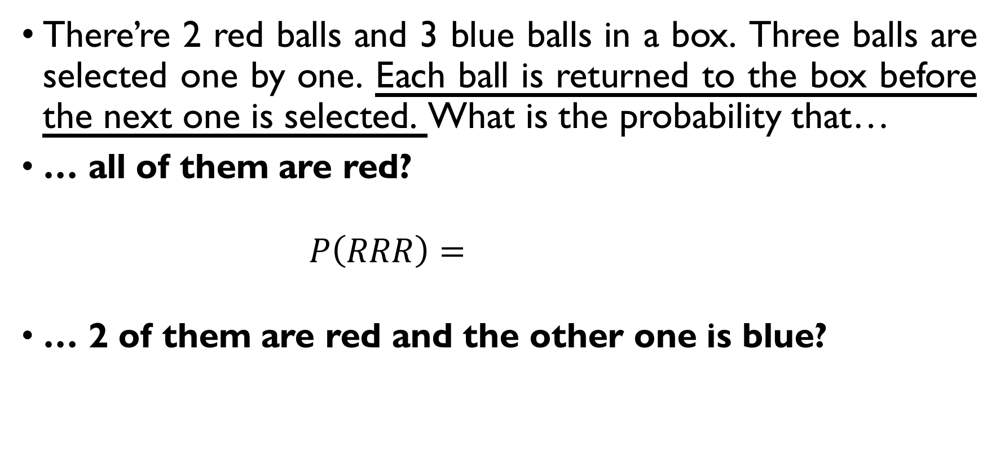 • There’re 2 red balls and 3 blue balls in a box. Three balls are
selected one by one. Each ball is returned to the box before
the next one is selected. What is the probability that…
• … all of them are red?
P(RRR) =
• … 2 of them are red and the other one is blue?